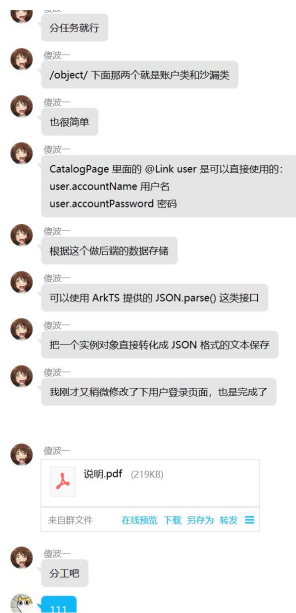 傻波一
分任务就行
/object/ 下面那两个就是账户类和沙漏类
傻波一
也很简单
傻波一
CatalogPage 里面的 @Link user 是可以直接使用的：
user.accountName 用户名
user.accountPassword 密码
傻波一
根据这个做后端的数据存储
傻波一
可以使用 ArkTS 提供的 JSON.parse() 这类接口
傻波一
把一个实例对象直接转化成 JSON 格式的文本保存
傻波一
我刚才又稍微修改了下用户登录页面，也是完成了
傻波一
说明.pdf (219KB)
来自群文件 在线预览 下载 另存为 转发
傻波一
分工吧
111